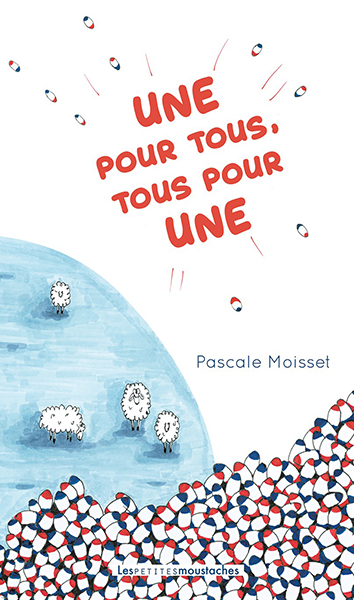 UNE
POUR TOUS,
TOUS POUR
UNE
Pascale Moisset
LesPETITESmoustaches